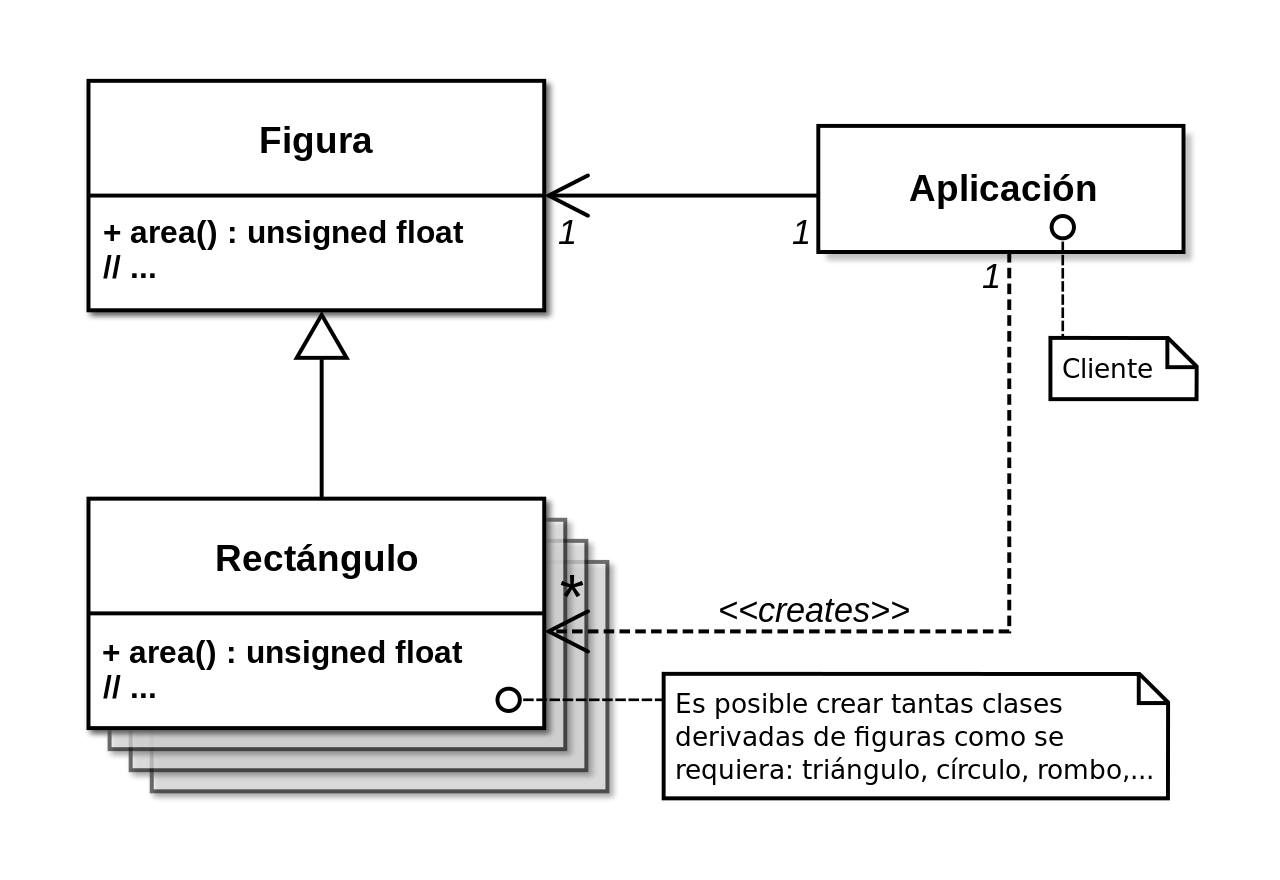 Figura
+ area() : unsigned float
// ...
Aplicación
1
1
1
Cliente
Rectángulo
+ area() : unsigned float
// ...
*
<<creates>>
Es posible crear tantas clases
derivadas de figuras como se
requiera: triángulo, círculo, rombo,...